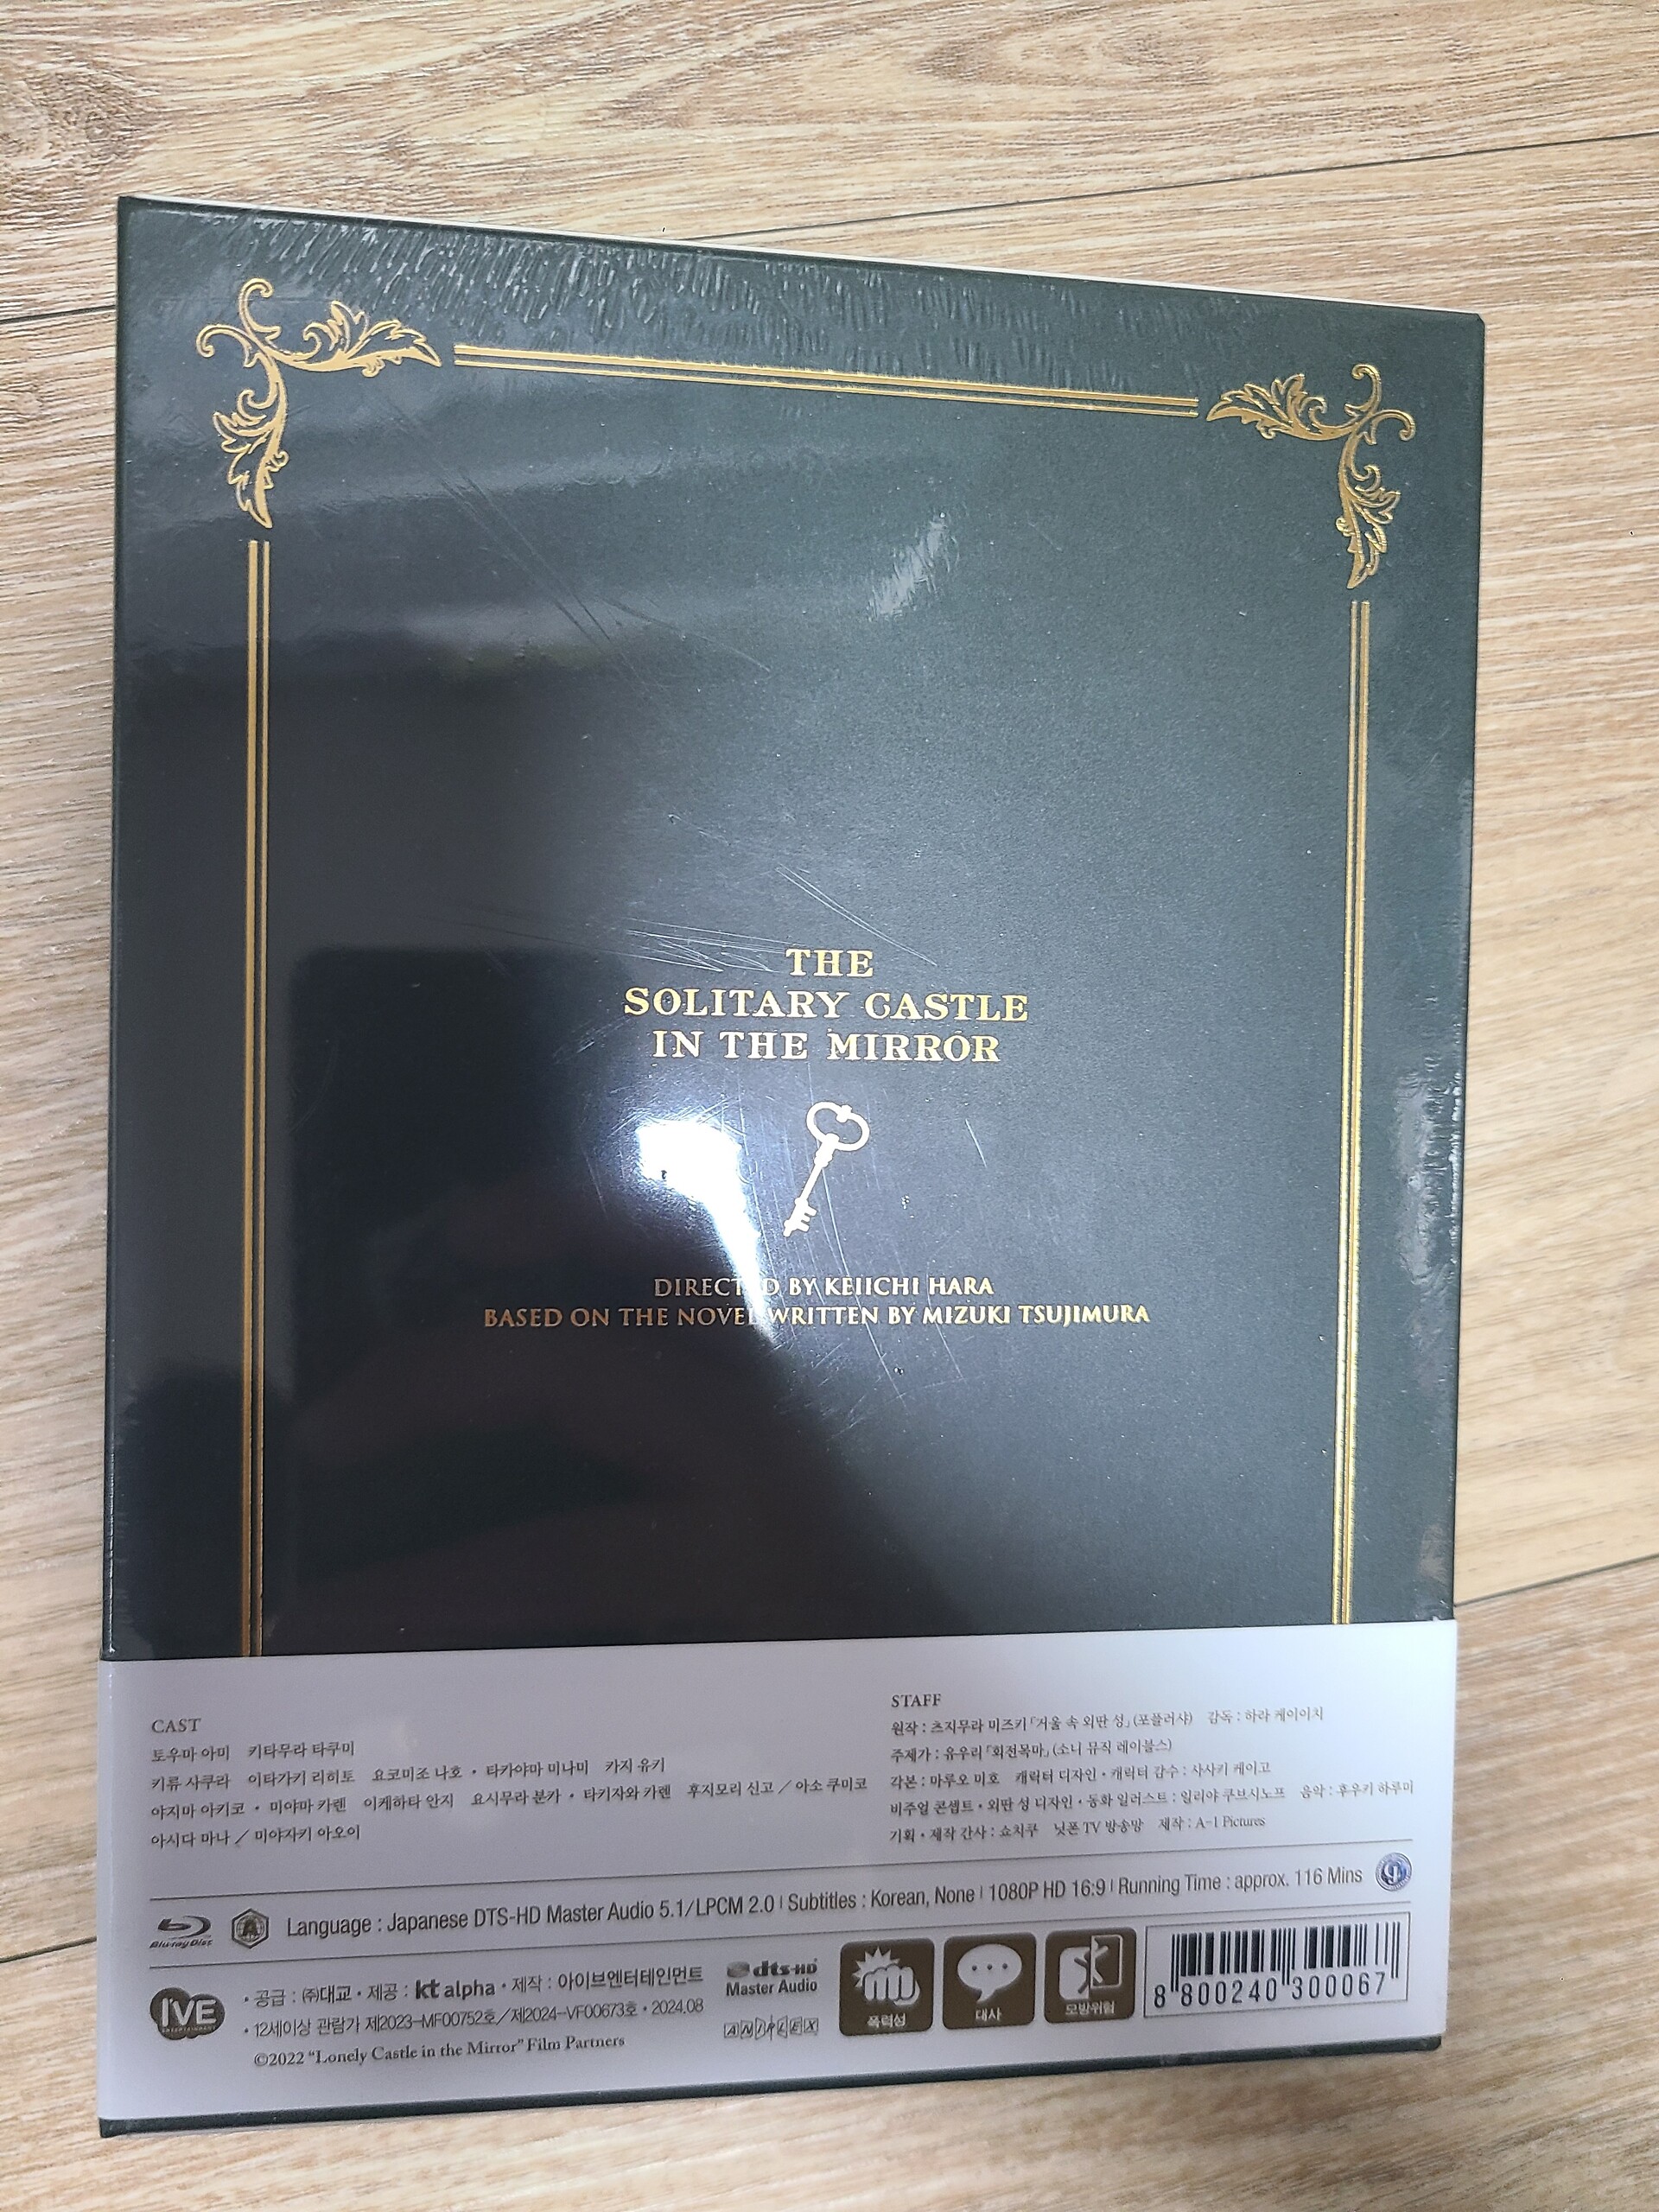 THE
SOLITARY CASTLE
IN THE MIRROR
DIRECTED BY KEIICHI HARA
BASED ON THE NOVEL WRITTEN BY MIZUKI TSUJIMURA
CAST
토우마 아미 키타무라 타쿠미
키류 사쿠라 이타가키 리히토 요코미조 나호 • 타카야마 미나미 카지 유키
야지마 아키코 • 미야마 카렌 이케하타 안지 요시무라 분카 • 타키자와 카렌 후지모리 신고 / 아소 쿠미코
아시다 마나 / 미야자키 아오이
STAFF
원작 : 츠지무라 미즈키 「거울 속 외딴 성」 (포플러샤) 감독 : 하라 케이이치
주제가 : 유우리 「회전목마」 (소니 뮤직 레이블스)
각본 : 마루오 미호 캐릭터 디자인 • 캐릭터 감수 : 사사키 케이고
비주얼 콘셉트 • 외딴 성 디자인 • 동화 일러스트 : 일리야 쿠브시노프 음악 : 후우키 하루미
기획 • 제작 간사 : 쇼치쿠 닛폰 TV 방송망 제작 : A-1 Pictures
Blu-ray Disc
A
Language : Japanese DTS-HD Master Audio 5.1/LPCM 2.0 | Subtitles : Korean, None | 1080P HD 16:9 | Running Time : approx. 116 Mins
I'VE
ENTERTAINMENT
• 공급 : ㈜대교 • 제공 : kt alpha • 제작 : 아이브엔터테인먼트
• 12세이상 관람가 제2023-MF00752호/제2024-VF00673호 • 2024.08
©2022 "Lonely Castle in the Mirror" Film Partners
dts-HD
Master Audio
ANIPLEX
폭력성
대사
모방위험
8 800240 300067